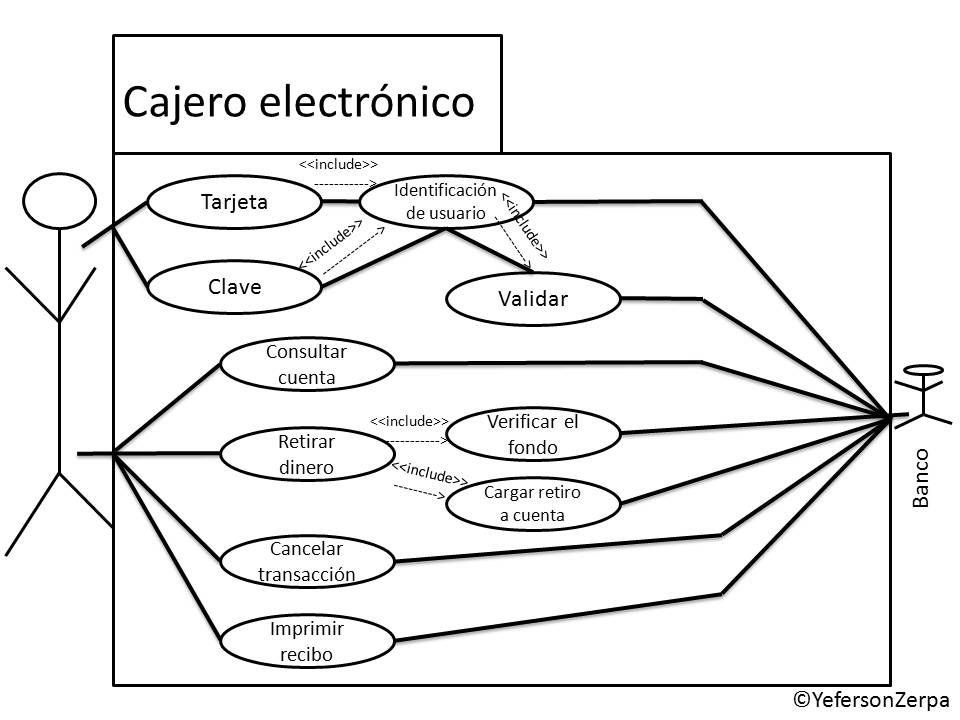 Cajero electrónico
<<include>>
Tarjeta
Identificación
de usuario
<<include>>
<<include>>
Clave
Validar
Consultar
cuenta
<<include>>
Verificar el
fondo
Retirar
dinero
<<include>>
Cargar retiro
a cuenta
Banco
Cancelar
transacción
Imprimir
recibo
©YefersonZerpa